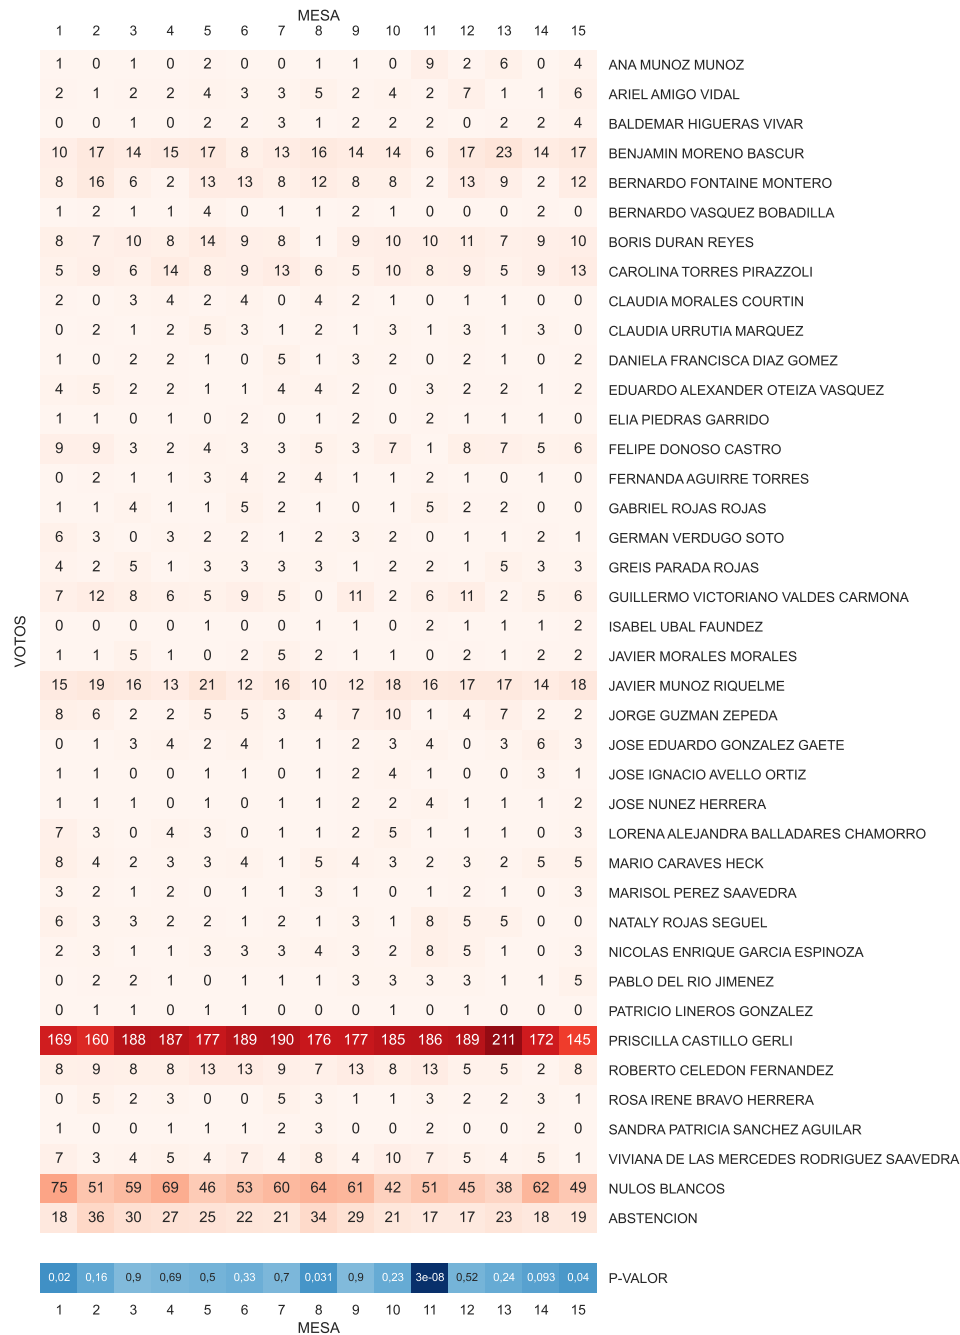 MESA
1 2 3 4 5 6 7 8 9 10 11 12 13 14 15
1 0 1 0 2 0 0 1 1 0 9 2 6 0 4 ANA MUNOZ MUNOZ
2 1 2 2 4 3 3 5 2 4 2 7 1 1 6 ARIEL AMIGO VIDAL
0 0 1 0 2 2 3 1 2 2 2 0 2 2 4 BALDEMAR HIGUERAS VIVAR
10 17 14 15 17 8 13 16 14 14 6 17 23 14 17 BENJAMIN MORENO BASCUR
8 16 6 2 13 13 8 12 8 8 2 13 9 2 12 BERNARDO FONTAINE MONTERO
1 2 1 1 4 0 1 1 2 1 0 0 0 2 0 BERNARDO VASQUEZ BOBADILLA
8 7 10 8 14 9 8 1 9 10 10 11 7 9 10 BORIS DURAN REYES
5 9 6 14 8 9 13 6 5 10 8 9 5 9 13 CAROLINA TORRES PIRAZZOLI
2 0 3 4 2 4 0 4 2 1 0 1 1 0 0 CLAUDIA MORALES COURTIN
0 2 1 2 5 3 1 2 1 3 1 3 1 3 0 CLAUDIA URRUTIA MARQUEZ
1 0 2 2 1 0 5 1 3 2 0 2 1 0 2 DANIELA FRANCISCA DIAZ GOMEZ
4 5 2 2 1 1 4 4 2 0 3 2 2 1 2 EDUARDO ALEXANDER OTEIZA VASQUEZ
1 1 0 1 0 2 0 1 2 0 2 1 1 1 0 ELIA PIEDRAS GARRIDO
9 9 3 2 4 3 3 5 3 7 1 8 7 5 6 FELIPE DONOSO CASTRO
0 2 1 1 3 4 2 4 1 1 2 1 0 1 0 FERNANDA AGUIRRE TORRES
1 1 4 1 1 5 2 1 0 1 5 2 2 0 0 GABRIEL ROJAS ROJAS
6 3 0 3 2 2 1 2 3 2 0 1 1 2 1 GERMAN VERDUGO SOTO
4 2 5 1 3 3 3 3 1 2 2 1 5 3 3 GREIS PARADA ROJAS
7 12 8 6 5 9 5 0 11 2 6 11 2 5 6 GUILLERMO VICTORIANO VALDES CARMONA
0 0 0 0 1 0 0 1 1 0 2 1 1 1 2 ISABEL UBAL FAUNDEZ
1 1 5 1 0 2 5 2 1 1 0 2 1 2 2 JAVIER MORALES MORALES
VOTOS
15 19 16 13 21 12 16 10 12 18 16 17 17 14 18 JAVIER MUNOZ RIQUELME
8 6 2 2 5 5 3 4 7 10 1 4 7 2 2 JORGE GUZMAN ZEPEDA
0 1 3 4 2 4 1 1 2 3 4 0 3 6 3 JOSE EDUARDO GONZALEZ GAETE
1 1 0 0 1 1 0 1 2 4 1 0 0 3 1 JOSE IGNACIO AVELLO ORTIZ
1 1 1 0 1 0 1 1 2 2 4 1 1 1 2 JOSE NUNEZ HERRERA
7 3 0 4 3 0 1 1 2 5 1 1 1 0 3 LORENA ALEJANDRA BALLADARES CHAMORRO
8 4 2 3 3 4 1 5 4 3 2 3 2 5 5 MARIO CARAVES HECK
3 2 1 2 0 1 1 3 1 0 1 2 1 0 3 MARISOL PEREZ SAAVEDRA
6 3 3 2 2 1 2 1 3 1 8 5 5 0 0 NATALY ROJAS SEGUEL
2 3 1 1 3 3 3 4 3 2 8 5 1 0 3 NICOLAS ENRIQUE GARCIA ESPINOZA
0 2 2 1 0 1 1 1 3 3 3 3 1 1 5 PABLO DEL RIO JIMENEZ
0 1 1 0 1 1 0 0 0 1 0 1 0 0 0 PATRICIO LINEROS GONZALEZ
169 160 188 187 177 189 190 176 177 185 186 189 211 172 145 PRISCILLA CASTILLO GERLI
8 9 8 8 13 13 9 7 13 8 13 5 5 2 8 ROBERTO CELEDON FERNANDEZ
0 5 2 3 0 0 5 3 1 1 3 2 2 3 1 ROSA IRENE BRAVO HERRERA
1 0 0 1 1 1 2 3 0 0 2 0 0 2 0 SANDRA PATRICIA SANCHEZ AGUILAR
7 3 4 5 4 7 4 8 4 10 7 5 4 5 1 VIVIANA DE LAS MERCEDES RODRIGUEZ SAAVEDRA
75 51 59 69 46 53 60 64 61 42 51 45 38 62 49 NULOS BLANCOS
18 36 30 27 25 22 21 34 29 21 17 17 23 18 19 ABSTENCION
0,02 0,16 0,9 0,69 0,5 0,33 0,7 0,031 0,9 0,23 3e-08 0,52 0,24 0,093 0,04 P-VALOR
1 2 3 4 5 6 7 8 9 10 11 12 13 14 15
MESA